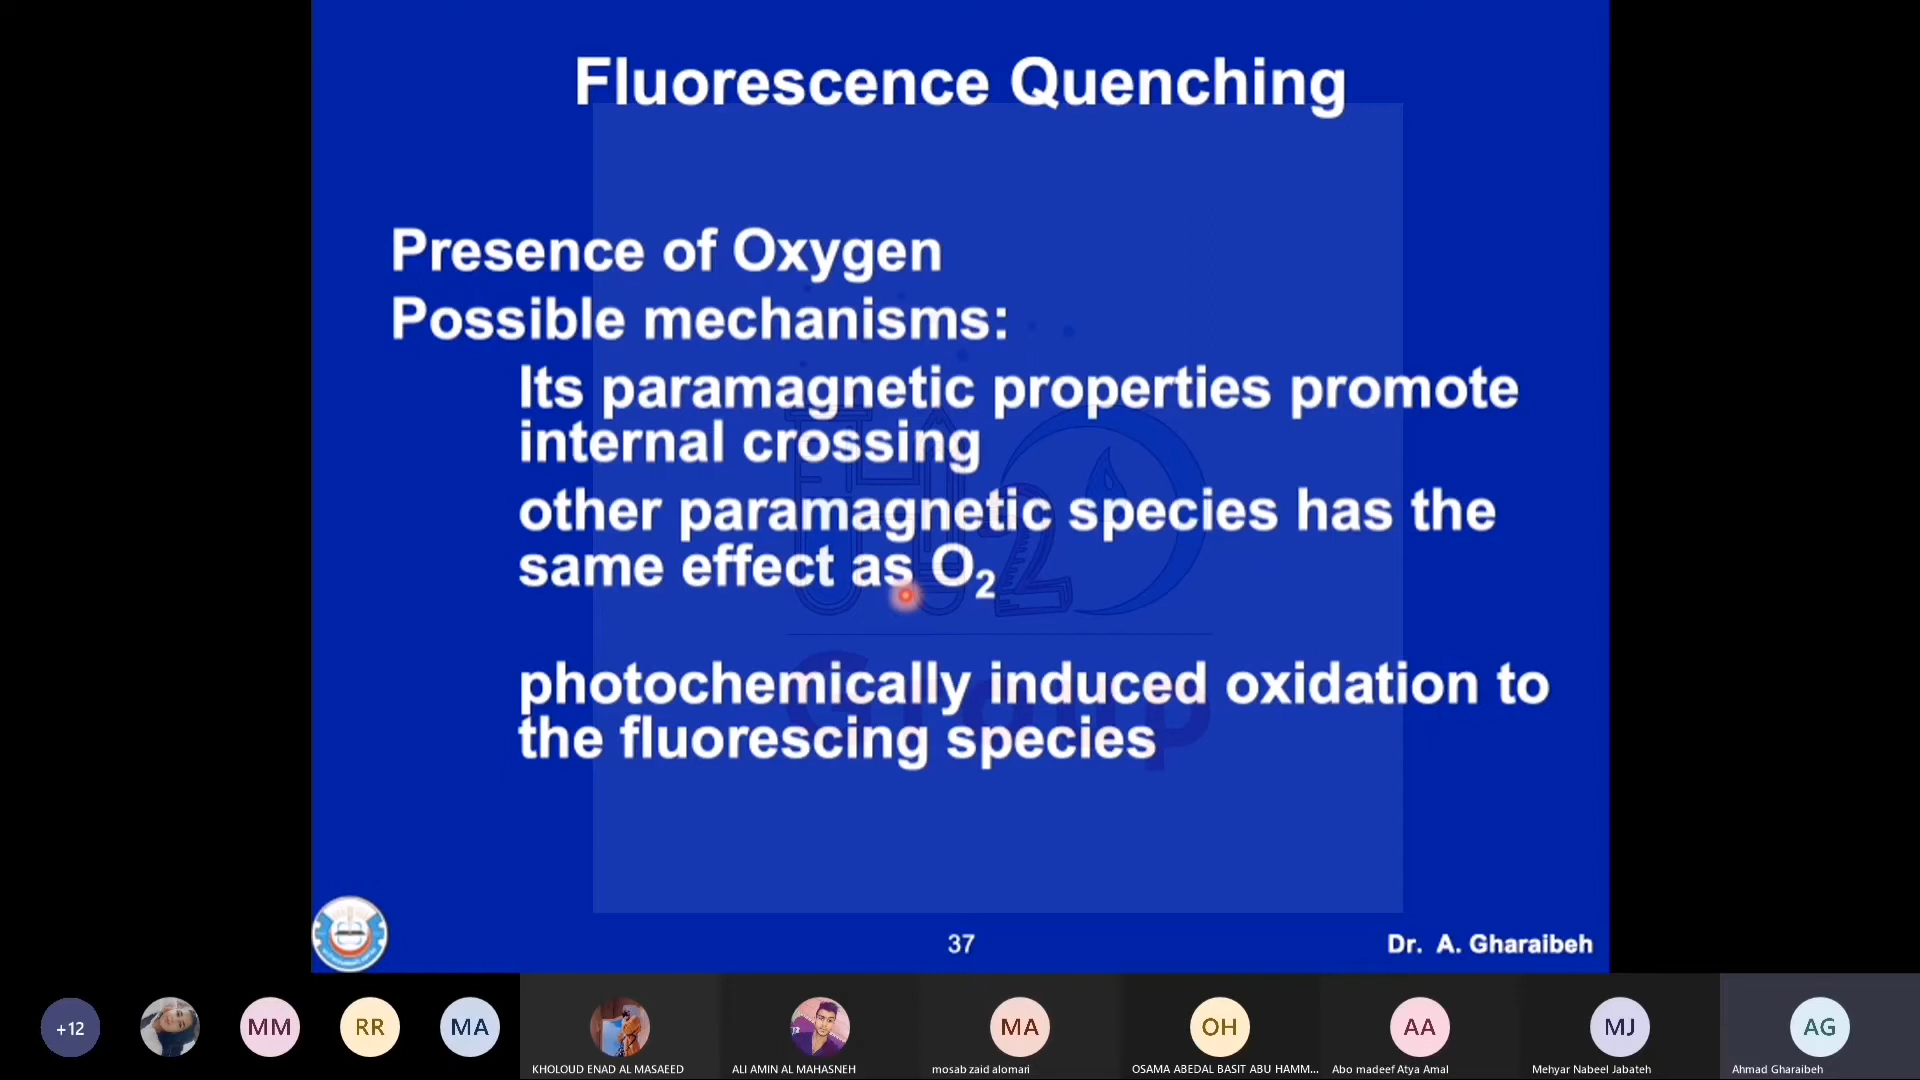 Fluorescence Quenching
Presence of Oxygen
Possible mechanisms:
Its paramagnetic properties promote
internal crossing
other paramagnetic species has the
same effect as O₂
H₂O
Group
photochemically induced oxidation to
the fluorescing species
37
Dr. A. Gharaibeh
+12
MM
RR
MA
KHOLOUD ENAD AL MASAEED
ALI AMIN AL MAHASNEH
MA
mosab zaid alomari
OH
OSAMA ABEDAL BASIT ABU HAMM...
AA
Abo madeef Atya Amal
MJ
Mehyar Nabeel Jabateh
AG
Ahmad Gharaibeh